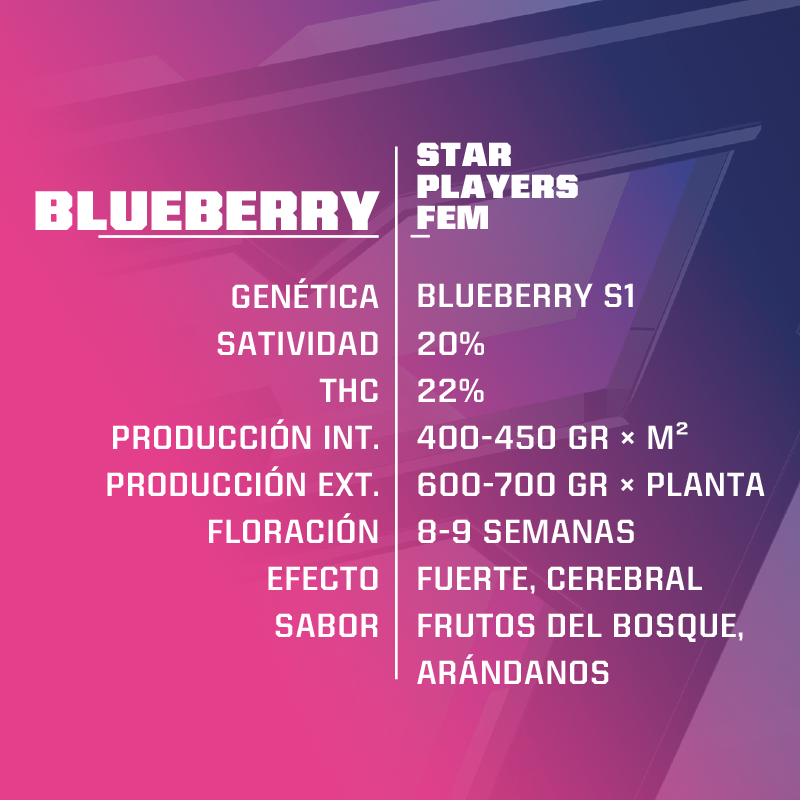 BLUEBERRY
STAR
PLAYERS
FEM
GENÉTICA BLUEBERRY S1
SATIVIDAD 20%
THC 22%
PRODUCCIÓN INT. 400-450 GR × M²
PRODUCCIÓN EXT. 600-700 GR × PLANTA
FLORACIÓN 8-9 SEMANAS
EFECTO FUERTE, CEREBRAL
SABOR FRUTOS DEL BOSQUE,
ARÁNDANOS